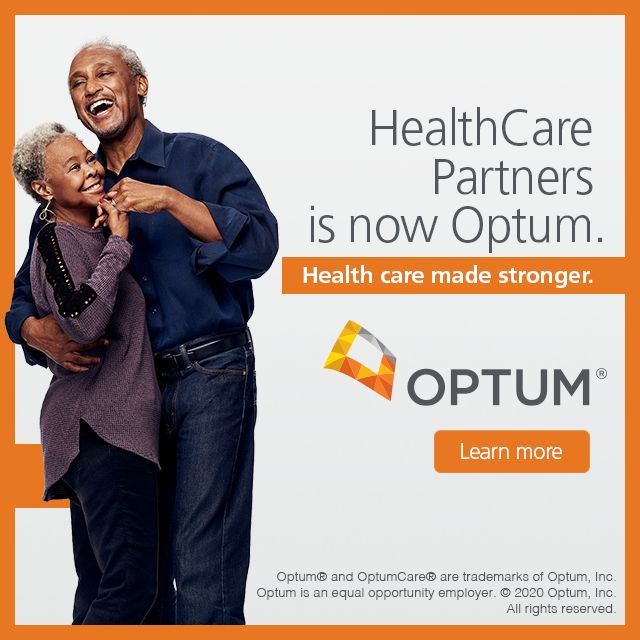 HealthCare
Partners
is now Optum.
Health care made stronger.
OPTUM®
Learn more
Optum® and OptumCare® are trademarks of Optum, Inc.
Optum is an equal opportunity employer. © 2020 Optum, Inc.
All rights reserved.